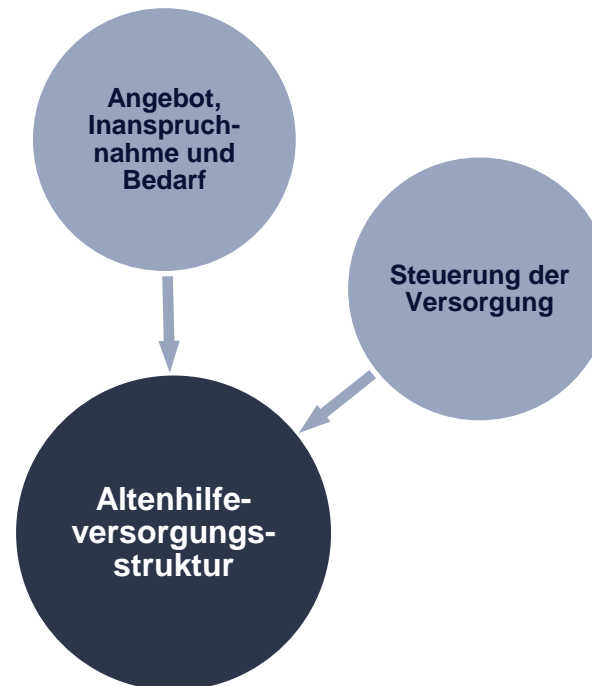 Angebot,
Inanspruch-
nahme und
Bedarf
Steuerung der
Versorgung
Altenhilfe-
versorgungs-
struktur